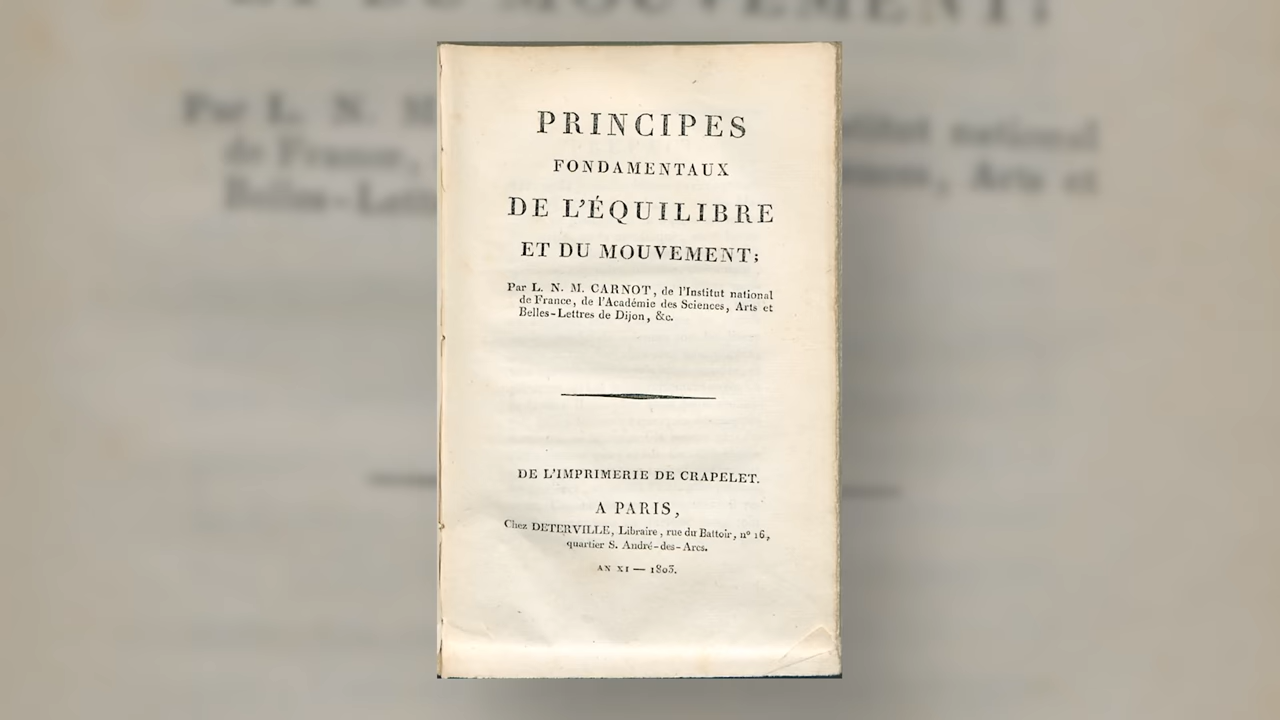 PRINCIPES
FONDAMENTAUX
DE L'ÉQUILIBRE
ET DU MOUVEMENT;
Par L. N. M. CARNOT, de l'Institut national
de France, de l'Académie des Sciences, Arts et
Belles-Lettres de Dijon, &c.
DE L'IMPRIMERIE DE CRAPELET.
A PARIS,
Chez DETERVILLE, Libraire, rue du Battoir, nº 16,
quartier S. André-des-Arcs.
AN XI — 1803.